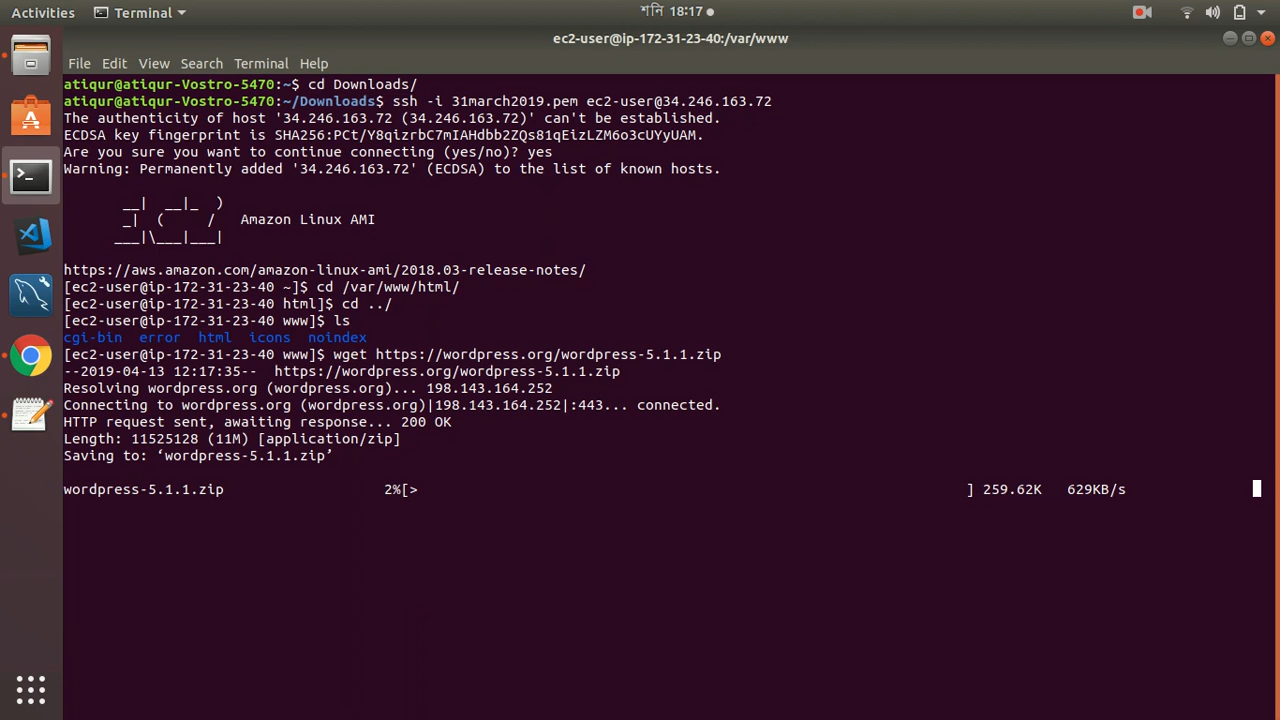 Activities
Terminal
শনি 18:17
ec2-user@ip-172-31-23-40:/var/www
File Edit View Search Terminal Help
atiqur@atiqur-Vostro-5470:~$ cd Downloads/
atiqur@atiqur-Vostro-5470:~/Downloads$ ssh -i 31march2019.pem ec2-user@34.246.163.72
The authenticity of host '34.246.163.72 (34.246.163.72)' can't be established.
ECDSA key fingerprint is SHA256:PCt/Y8qizrbC7mIAHdbb2ZQs81qEizLZM6o3cUYyUAM.
Are you sure you want to continue connecting (yes/no)? yes
Warning: Permanently added '34.246.163.72' (ECDSA) to the list of known hosts.
       __|  __|_  )
       _|  (     /   Amazon Linux AMI
      ___|\___|___|
https://aws.amazon.com/amazon-linux-ami/2018.03-release-notes/
[ec2-user@ip-172-31-23-40 ~]$ cd /var/www/html/
[ec2-user@ip-172-31-23-40 html]$ cd ../
[ec2-user@ip-172-31-23-40 www]$ ls
cgi-bin  error  html  icons  noindex
[ec2-user@ip-172-31-23-40 www]$ wget https://wordpress.org/wordpress-5.1.1.zip
--2019-04-13 12:17:35--  https://wordpress.org/wordpress-5.1.1.zip
Resolving wordpress.org (wordpress.org)... 198.143.164.252
Connecting to wordpress.org (wordpress.org)|198.143.164.252|:443... connected.
HTTP request sent, awaiting response... 200 OK
Length: 11525128 (11M) [application/zip]
Saving to: ‘wordpress-5.1.1.zip’
wordpress-5.1.1.zip                   2%[>                                                                 ] 259.62K   629KB/s